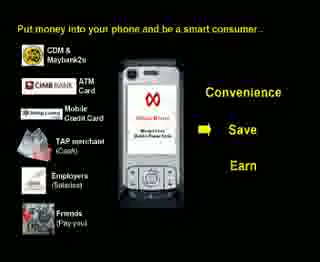 Put money into your phone and be a smart consumer..
CDM &
Maybank2u
CIMB BANK
ATM
Card
Mobile
Credit Card
TAP merchant
(Cash)
Employers
(Salaries)
Friends
(Pay you)
Convenience
Save
Earn